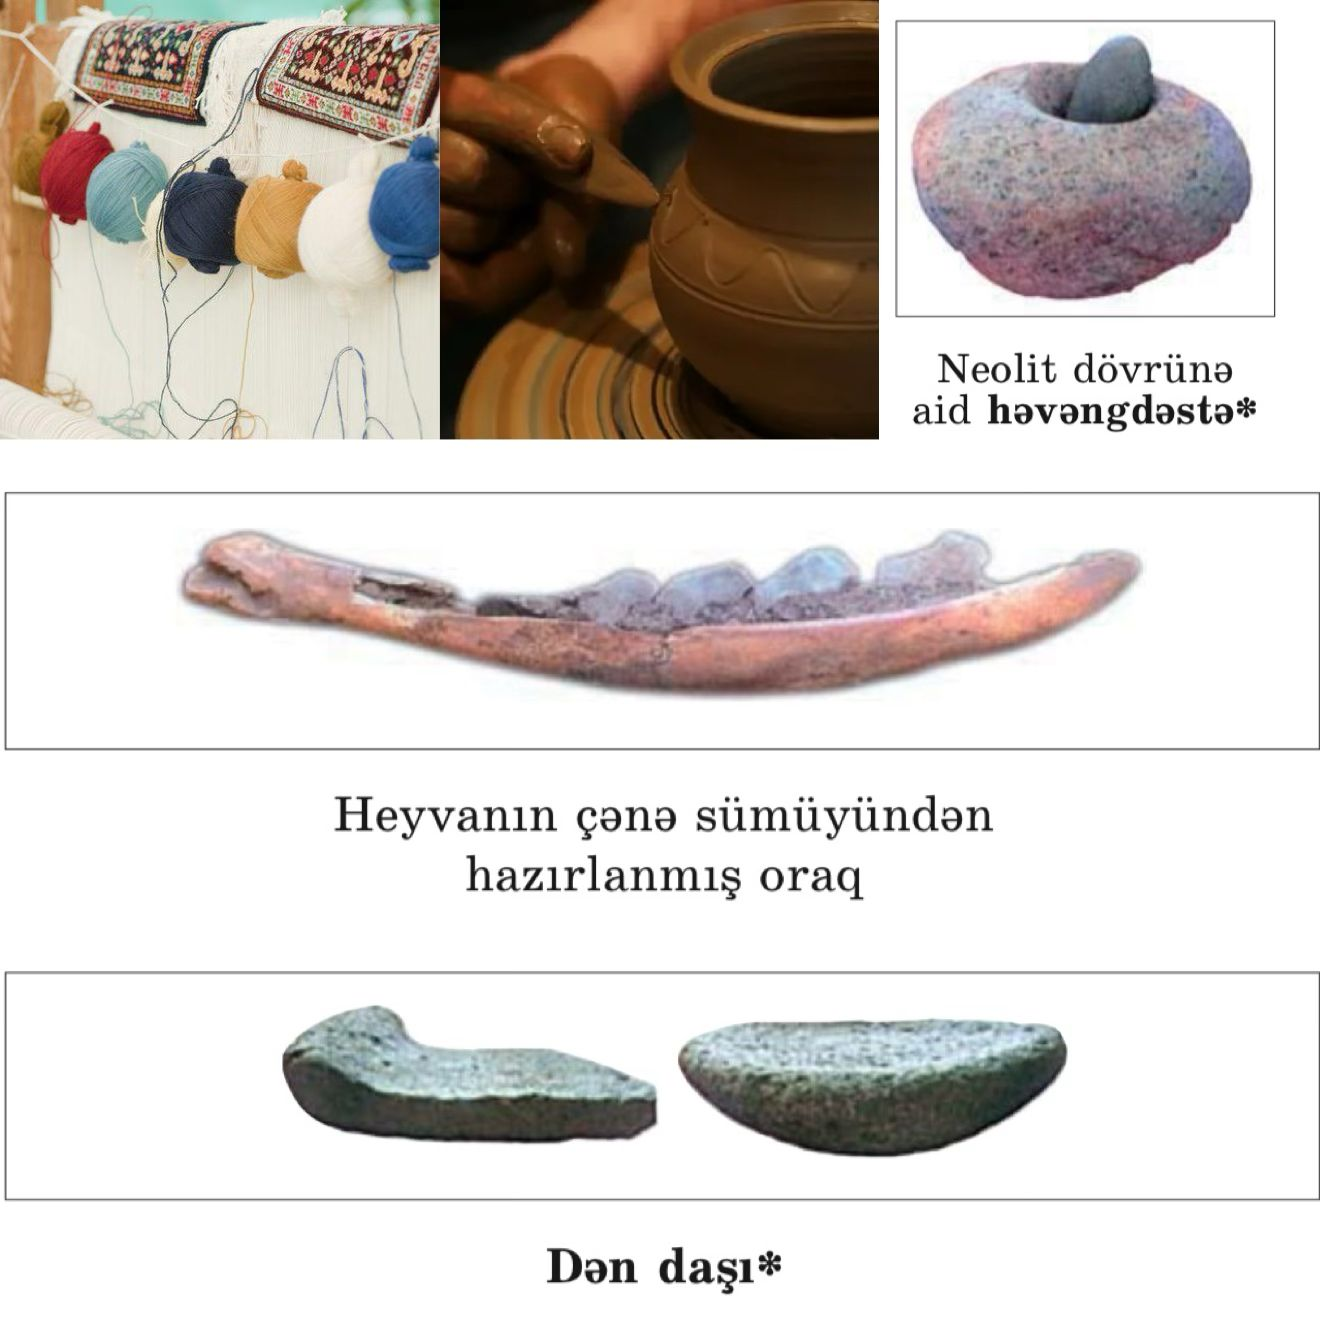 Neolit dövrünə
aid həvəngdəstə*
Heyvanın çənə sümüyündən
hazırlanmış oraq
Dən daşı*